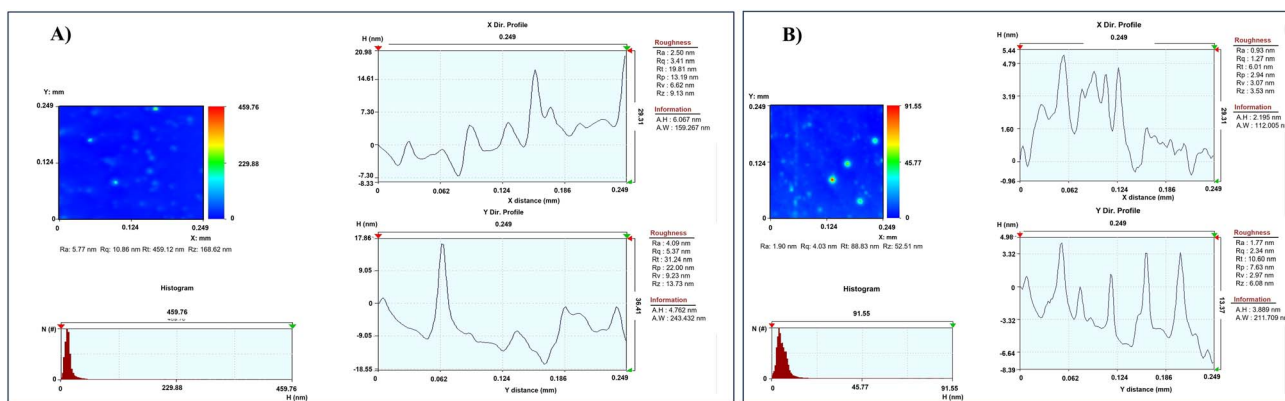 A)
Y: mm
0.249
0.124
0
0
0.124
0.249
X: mm
459.76
229.88
0
Ra: 5.77 nm Rq: 10.86 nm Rt: 459.12 nm Rz: 168.62 nm
Histogram
459.76
N (#)
0
0
229.88
459.76
H (nm)
X Dir. Profile
H (nm)
0.249
20.98
14.61
7.30
0
-7.30
-8.33
0
0.062
0.124
0.186
0.249
X distance (mm)
29.31
Roughness
Ra : 2.50 nm
Rq : 3.41 nm
Rt : 19.81 nm
Rp : 13.19 nm
Rv : 6.62 nm
Rz : 9.13 nm
Information
A.H : 6.067 nm
A.W : 159.267 nm
Y Dir. Profile
H (nm)
0.249
17.86
9.05
0
-9.05
-18.55
0
0.062
0.124
0.186
0.249
Y distance (mm)
36.41
Roughness
Ra : 4.09 nm
Rq : 5.37 nm
Rt : 31.24 nm
Rp : 22.00 nm
Rv : 9.23 nm
Rz : 13.73 nm
Information
A.H : 4.762 nm
A.W : 243.432 nm
B)
Y: mm
0.249
0.124
0
0
0.124
0.249
X: mm
91.55
45.77
0
Ra: 1.90 nm Rq: 4.03 nm Rt: 88.83 nm Rz: 52.51 nm
Histogram
91.55
N (#)
0
0
45.77
91.55
H (nm)
X Dir. Profile
H (nm)
0.249
5.44
4.79
3.19
1.60
0
-0.96
0
0.062
0.124
0.186
0.249
X distance (mm)
29.31
Roughness
Ra : 0.93 nm
Rq : 1.27 nm
Rt : 6.01 nm
Rp : 2.94 nm
Rv : 3.07 nm
Rz : 3.53 nm
Information
A.H : 2.195 nm
A.W : 112.005 nm
Y Dir. Profile
H (nm)
0.249
4.98
0
-3.32
-6.64
-8.39
0
0.062
0.124
0.186
0.249
Y distance (mm)
13.37
Roughness
Ra : 1.77 nm
Rq : 2.34 nm
Rt : 10.60 nm
Rp : 7.63 nm
Rv : 2.97 nm
Rz : 6.08 nm
Information
A.H : 3.889 nm
A.W : 211.709 nm